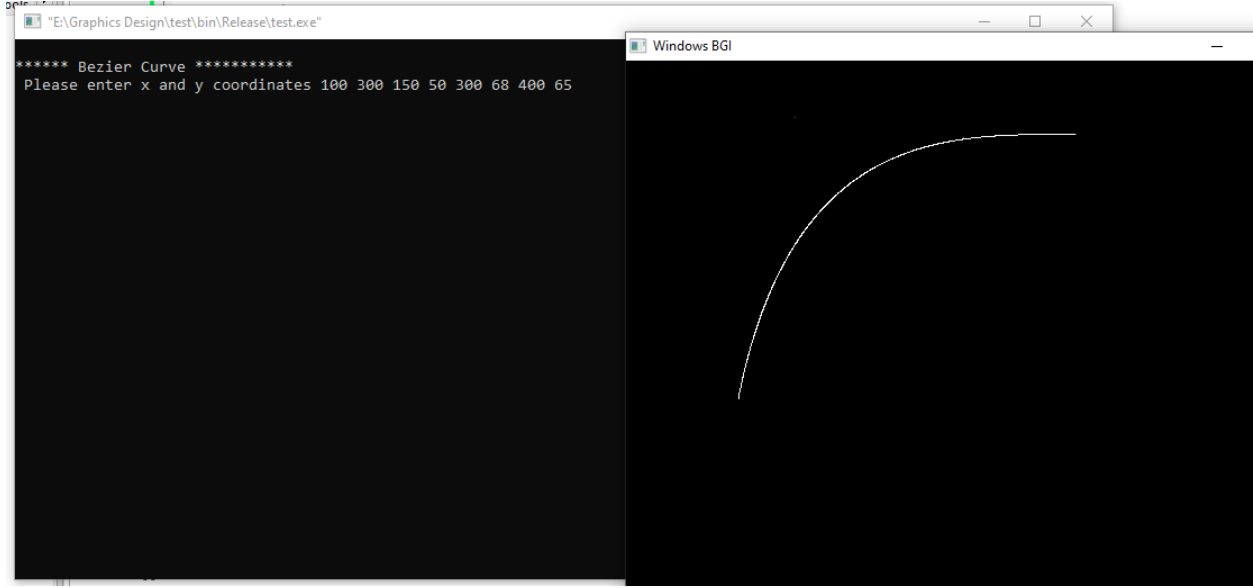 "E:\Graphics Design\test\bin\Release\test.exe"
Windows BGI
****** Bezier Curve ***********
Please enter x and y coordinates 100 300 150 50 300 68 400 65